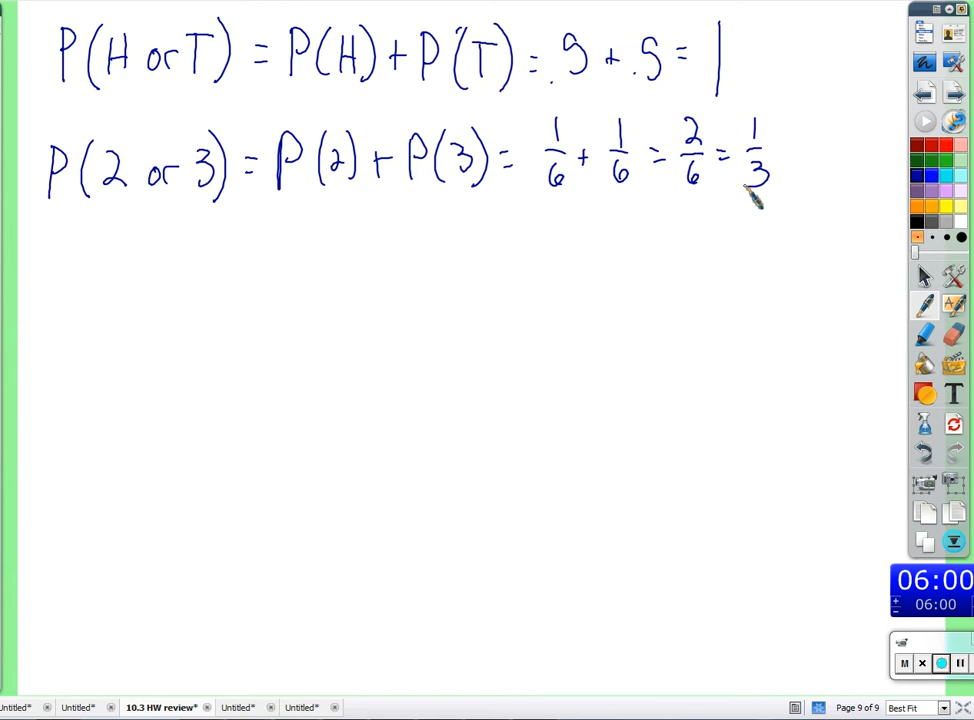 P(H or T) = P(H) + P(T) = .5 + .5 = 1
P(2 or 3) = P(2) + P(3) = 1/6 + 1/6 = 2/6 = 1/3
T
06:00
06:00
M
Untitled* Untitled* 10.3 HW review* Untitled* Untitled* Page 9 of 9 Best Fit